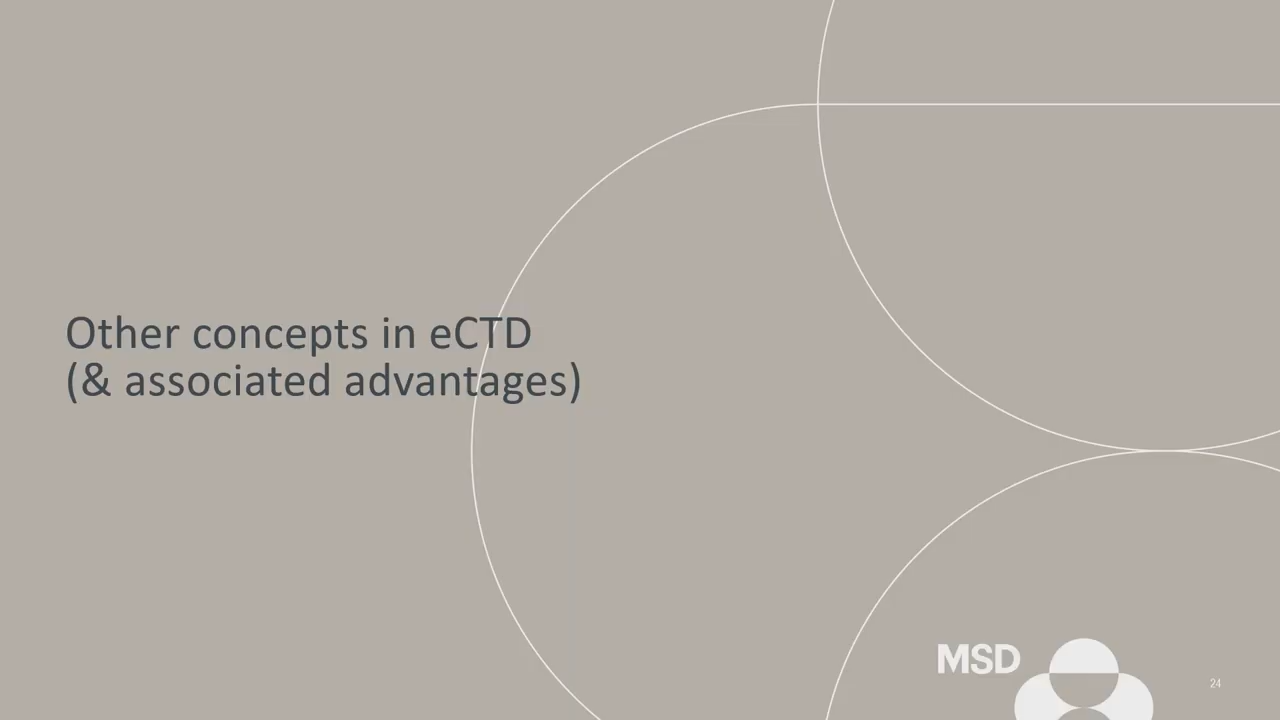 Other concepts in eCTD
(& associated advantages)
MSD
24